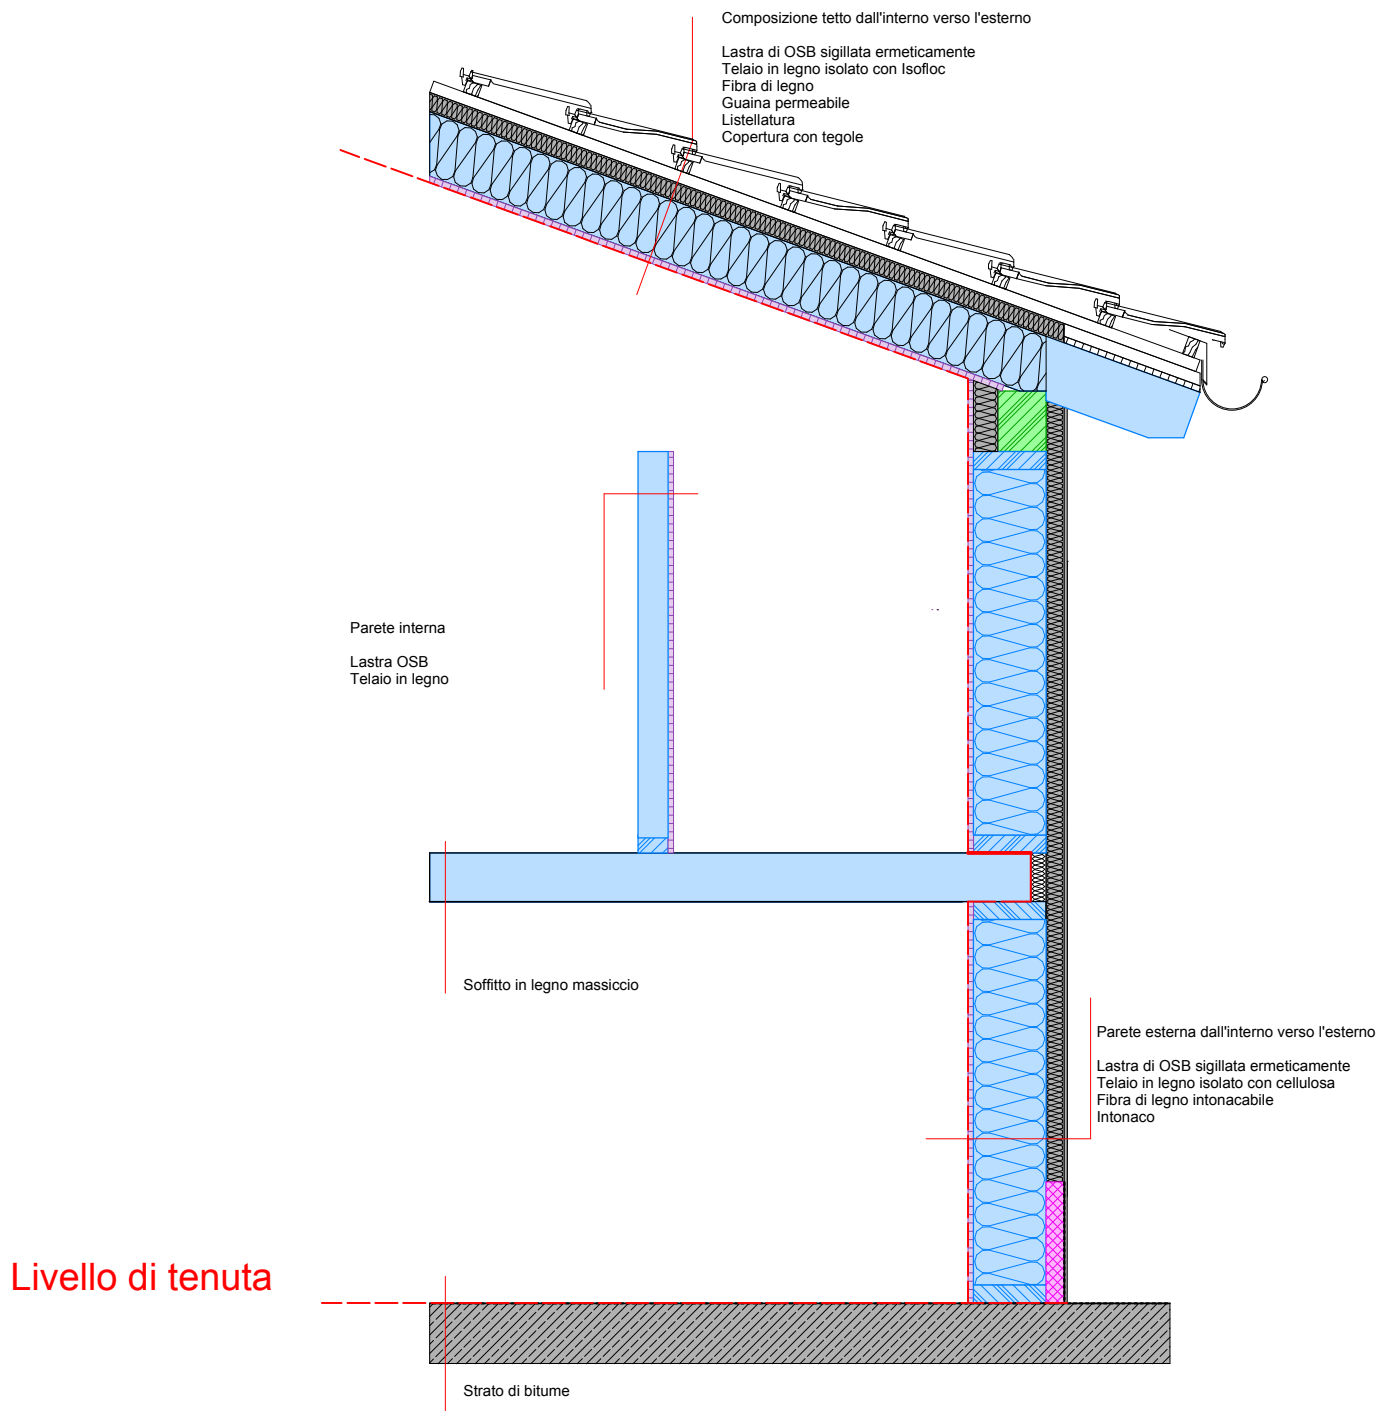 Composizione tetto dall'interno verso l'esterno
Lastra di OSB sigillata ermeticamente
Telaio in legno isolato con Isofloc
Fibra di legno
Guaina permeabile
Listellatura
Copertura con tegole
Parete interna
Lastra OSB
Telaio in legno
Soffitto in legno massiccio
Parete esterna dall'interno verso l'esterno
Lastra di OSB sigillata ermeticamente
Telaio in legno isolato con cellulosa
Fibra di legno intonacabile
Intonaco
Livello di tenuta
Strato di bitume